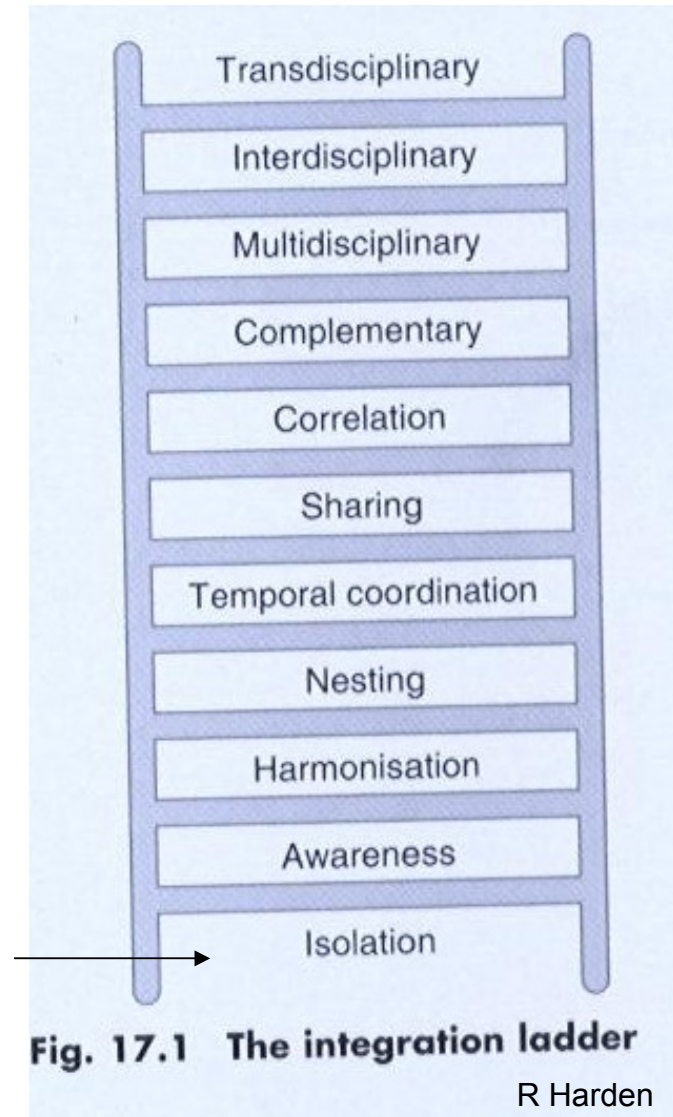 Transdisciplinary
Interdisciplinary
Multidisciplinary
Complementary
Correlation
Sharing
Temporal coordination
Nesting
Harmonisation
Awareness
Isolation
Fig. 17.1 The integration ladder
R Harden